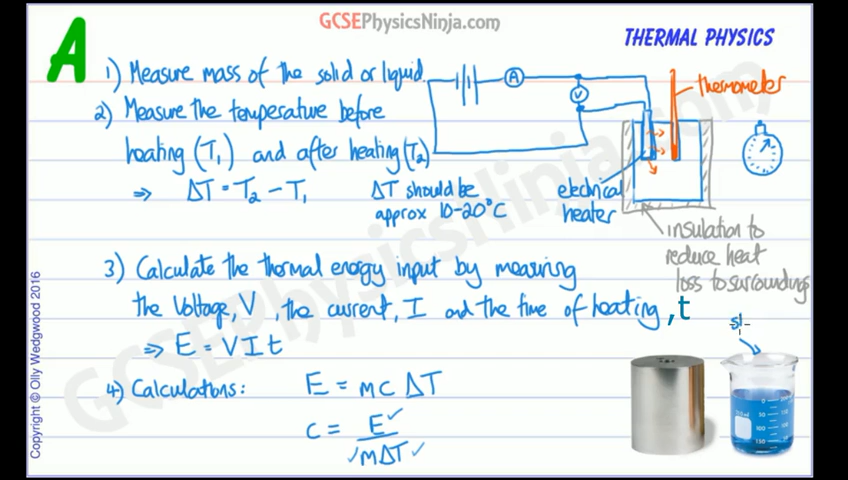 GCSEPhysicsNinja.com
A
THERMAL PHYSICS
1) Measure mass of the solid or liquid.
2) Measure the temperature before
heating (T₁) and after heating (T₂)
⇒ ΔT = T₂ - T₁
ΔT should be
approx 10-20°C
A
V
thermometer
electrical
heater
insulation to
reduce heat
loss to surroundings
3) Calculate the thermal energy input by measuring
the Voltage, V, the current, I and the time of heating, t
⇒ E = VIt
4) Calculations: E = mcΔT
c = E✓
✓MΔT✓
GCSEPhysicsNinja.com
Copyright © Olly Wedgwood 2016